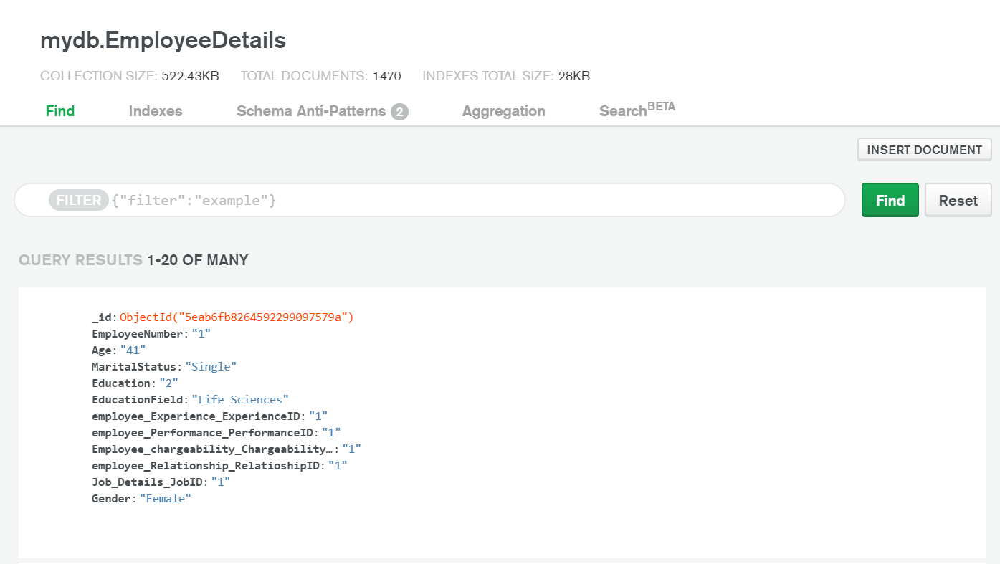 mydb.EmployeeDetails
COLLECTION SIZE: 522.43KB TOTAL DOCUMENTS: 1470 INDEXES TOTAL SIZE: 28KB
Find Indexes Schema Anti-Patterns 2 Aggregation Search BETA
INSERT DOCUMENT
FILTER {"filter":"example"} Find Reset
QUERY RESULTS 1-20 OF MANY
_id: ObjectId("5eab6fb8264592299097579a")
EmployeeNumber: "1"
Age: "41"
MaritalStatus: "Single"
Education: "2"
EducationField: "Life Sciences"
employee_Experience_ExperienceID: "1"
employee_Performance_PerformanceID: "1"
Employee_chargeability_Chargeability…: "1"
employee_Relationship_RelatioshipID: "1"
Job_Details_JobID: "1"
Gender: "Female"